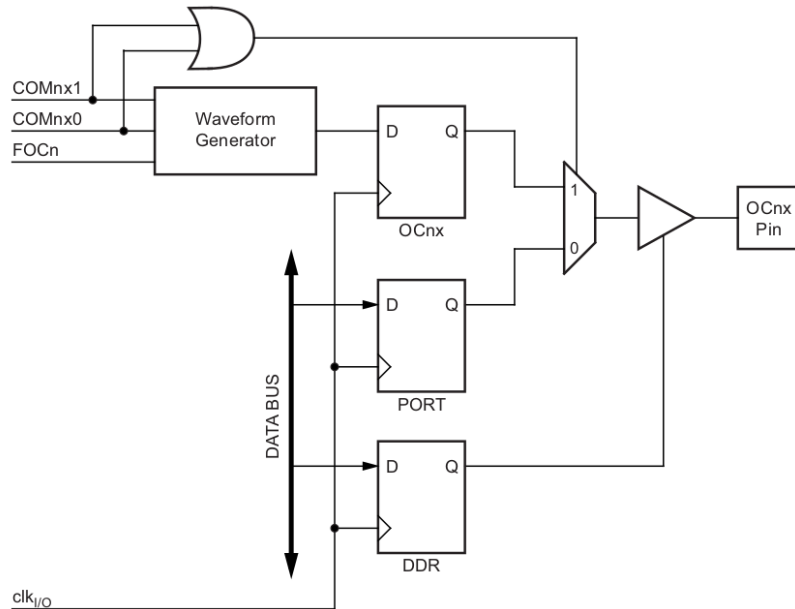 COMnx1
COMnx0
FOCn
Waveform
Generator
D
Q
OCnx
1
0
OCnx
Pin
D
Q
PORT
DATA BUS
D
Q
DDR
clkI/O